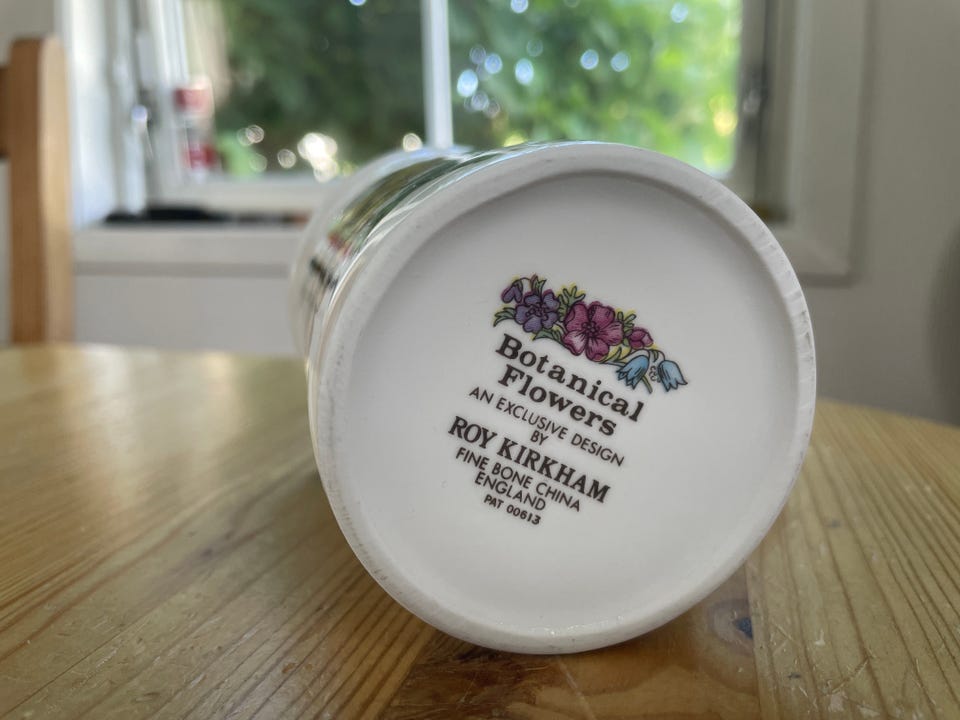 Botanical
Flowers
AN EXCLUSIVE DESIGN
BY
ROY KIRKHAM
FINE BONE CHINA
ENGLAND
PAT 00613